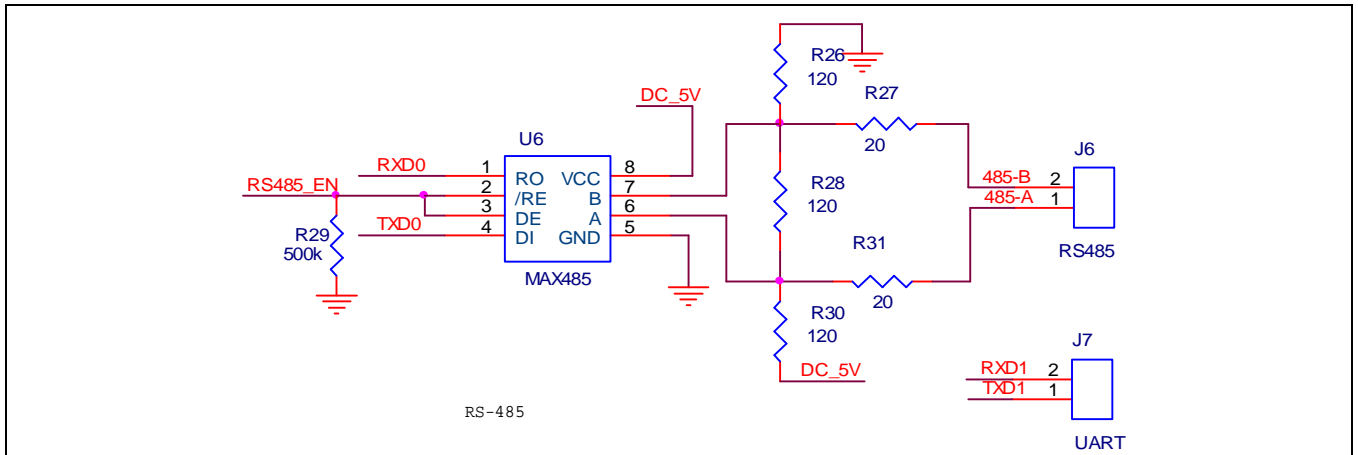 R26
120
R27
20
DC_5V
U6
J6
RXD0
1
RO
VCC
8
RS485_EN
2
/RE
B
7
R28
120
485-B
2
3
DE
A
6
485-A
1
TXD0
4
DI
GND
5
R29
500k
R31
20
RS485
MAX485
R30
120
DC_5V
J7
RXD1
2
TXD1
1
RS-485
UART